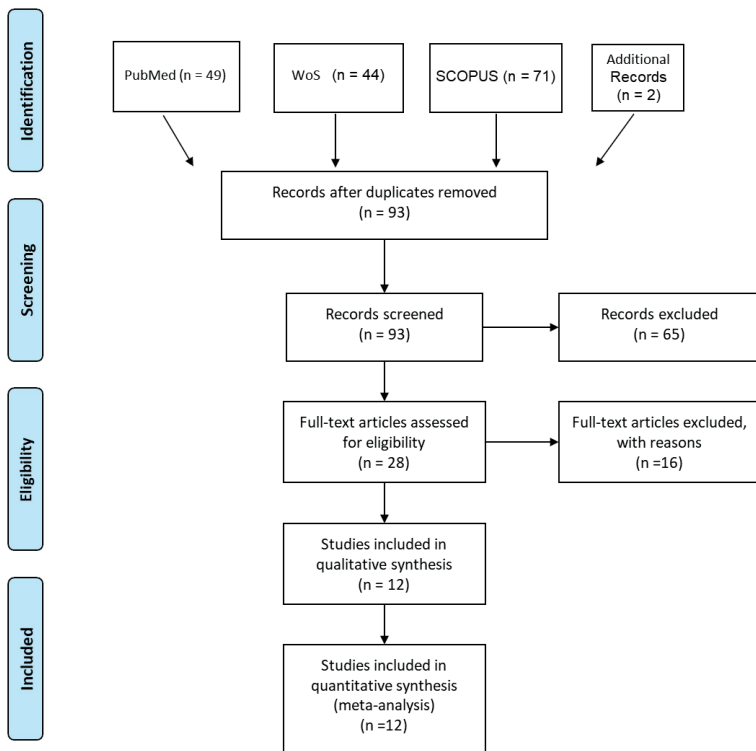 Identification
PubMed (n = 49)
WoS (n = 44)
SCOPUS (n = 71)
Additional
Records
(n = 2)
Records after duplicates removed
(n = 93)
Screening
Records screened
(n = 93)
Records excluded
(n = 65)
Eligibility
Full-text articles assessed
for eligibility
(n = 28)
Full-text articles excluded,
with reasons
(n =16)
Studies included in
qualitative synthesis
(n = 12)
Included
Studies included in
quantitative synthesis
(meta-analysis)
(n =12)